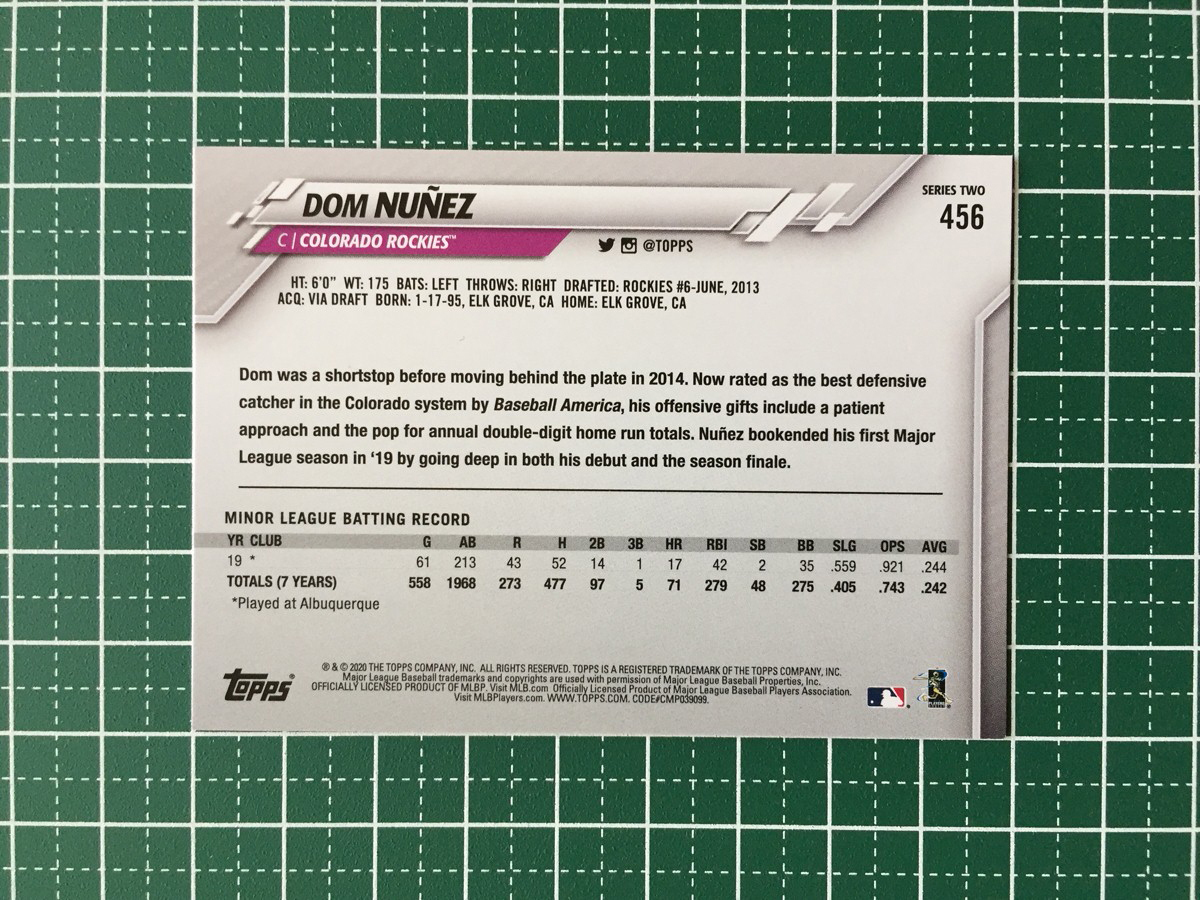 DOM NUÑEZ
SERIES TWO
456
C | COLORADO ROCKIES™
@TOPPS
HT: 6'0" WT: 175 BATS: LEFT THROWS: RIGHT DRAFTED: ROCKIES #6-JUNE, 2013
ACQ: VIA DRAFT BORN: 1-17-95, ELK GROVE, CA HOME: ELK GROVE, CA
Dom was a shortstop before moving behind the plate in 2014. Now rated as the best defensive
catcher in the Colorado system by Baseball America, his offensive gifts include a patient
approach and the pop for annual double-digit home run totals. Nuñez bookended his first Major
League season in '19 by going deep in both his debut and the season finale.
MINOR LEAGUE BATTING RECORD
YR CLUB G AB R H 2B 3B HR RBI SB BB SLG OPS AVG
19 * 61 213 43 52 14 1 17 42 2 35 .559 .921 .244
TOTALS (7 YEARS) 558 1968 273 477 97 5 71 279 48 275 .405 .743 .242
*Played at Albuquerque
Topps®
® & © 2020 THE TOPPS COMPANY, INC. ALL RIGHTS RESERVED. TOPPS IS A REGISTERED TRADEMARK OF THE TOPPS COMPANY, INC.
Major League Baseball trademarks and copyrights are used with permission of Major League Baseball Properties, Inc.
OFFICIALLY LICENSED PRODUCT OF MLBP. Visit MLB.com Officially Licensed Product of Major League Baseball Players Association.
Visit MLBPlayers.com. WWW.TOPPS.COM. CODE#CMP039099.